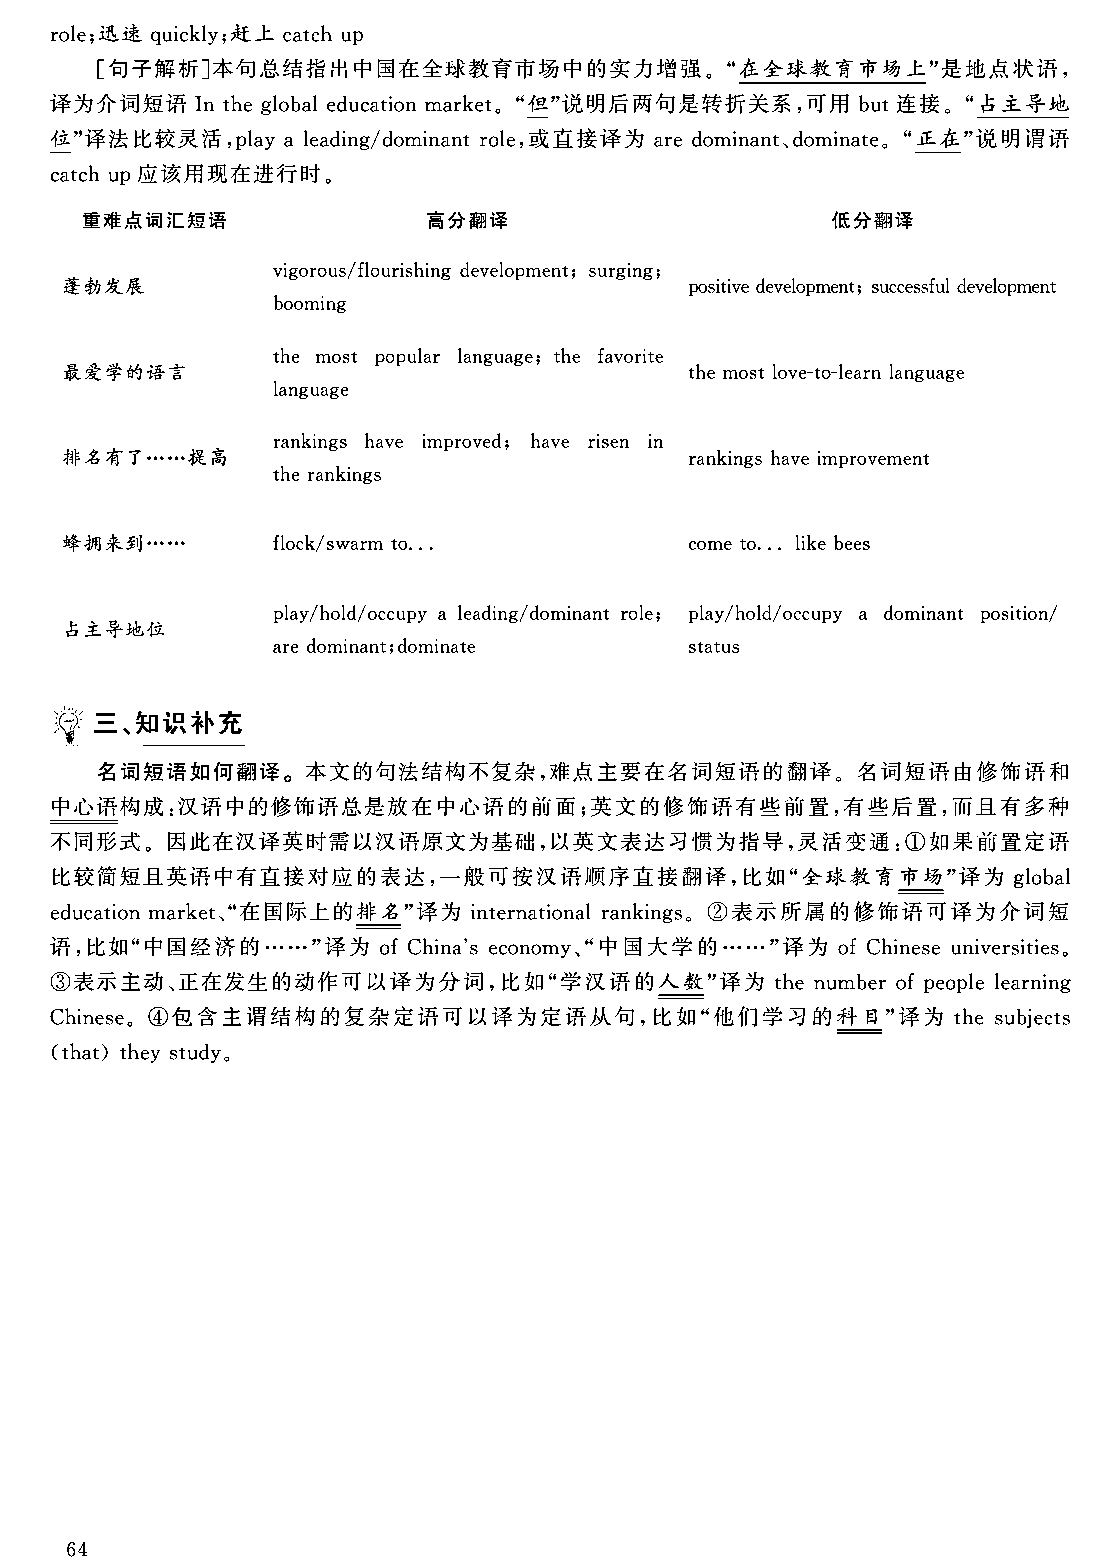 role;迅速 quickly;赶上 catch up
[句子解析]本句总结指出中国在全球教育市场中的实力增强。“在全球教育市场上”是地点状语,
译为介词短语 In the global education market。“但”说明后两句是转折关系,可用 but 连接。“占主导地
位”译法比较灵活,play a leading/dominant role,或直接译为 are dominant、dominate。“正在”说明谓语
catch up 应该用现在进行时。
重难点词汇短语 高分翻译 低分翻译
蓬勃发展 vigorous/flourishing development; surging; booming positive development; successful development
最爱学的语言 the most popular language; the favorite language the most love-to-learn language
排名有了……提高 rankings have improved; have risen in the rankings rankings have improvement
蜂拥来到…… flock/swarm to... come to... like bees
占主导地位 play/hold/occupy a leading/dominant role; are dominant;dominate play/hold/occupy a dominant position/ status
三、知识补充
名词短语如何翻译。本文的句法结构不复杂,难点主要在名词短语的翻译。名词短语由修饰语和
中心语构成:汉语中的修饰语总是放在中心语的前面;英文的修饰语有些前置,有些后置,而且有多种
不同形式。因此在汉译英时需以汉语原文为基础,以英文表达习惯为指导,灵活变通:①如果前置定语
比较简短且英语中有直接对应的表达,一般可按汉语顺序直接翻译,比如“全球教育市场”译为 global
education market、“在国际上的排名”译为 international rankings。②表示所属的修饰语可译为介词短
语,比如“中国经济的……”译为 of China's economy、“中国大学的……”译为 of Chinese universities。
③表示主动、正在发生的动作可以译为分词,比如“学汉语的人数”译为 the number of people learning
Chinese。④包含主谓结构的复杂定语可以译为定语从句,比如“他们学习的科目”译为 the subjects
(that) they study。
64